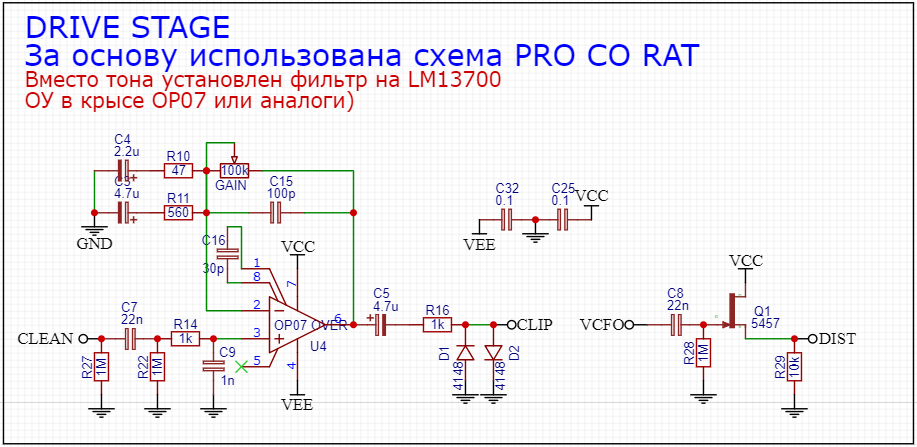 DRIVE STAGE
За основу использована схема PRO CO RAT
Вместо тона установлен фильтр на LM13700
ОУ в крысе OP07 или аналоги)
C4
2.2u
R10
47
100k
GAIN
4.7u
R11
560
C15
100p
GND
C16
30p
VCC
1
8
7
2
3
5
6
4
OP07 OVER
U4
VEE
C32
0.1
C25
0.1
VCC
VEE
CLEAN
C7
22n
R14
1k
R27
1M
R22
1M
C9
1n
C5
4.7u
R16
1k
CLIP
D1
4148
D2
4148
VCFO
C8
22n
R28
1M
VCC
Q1
5457
DIST
R29
10k